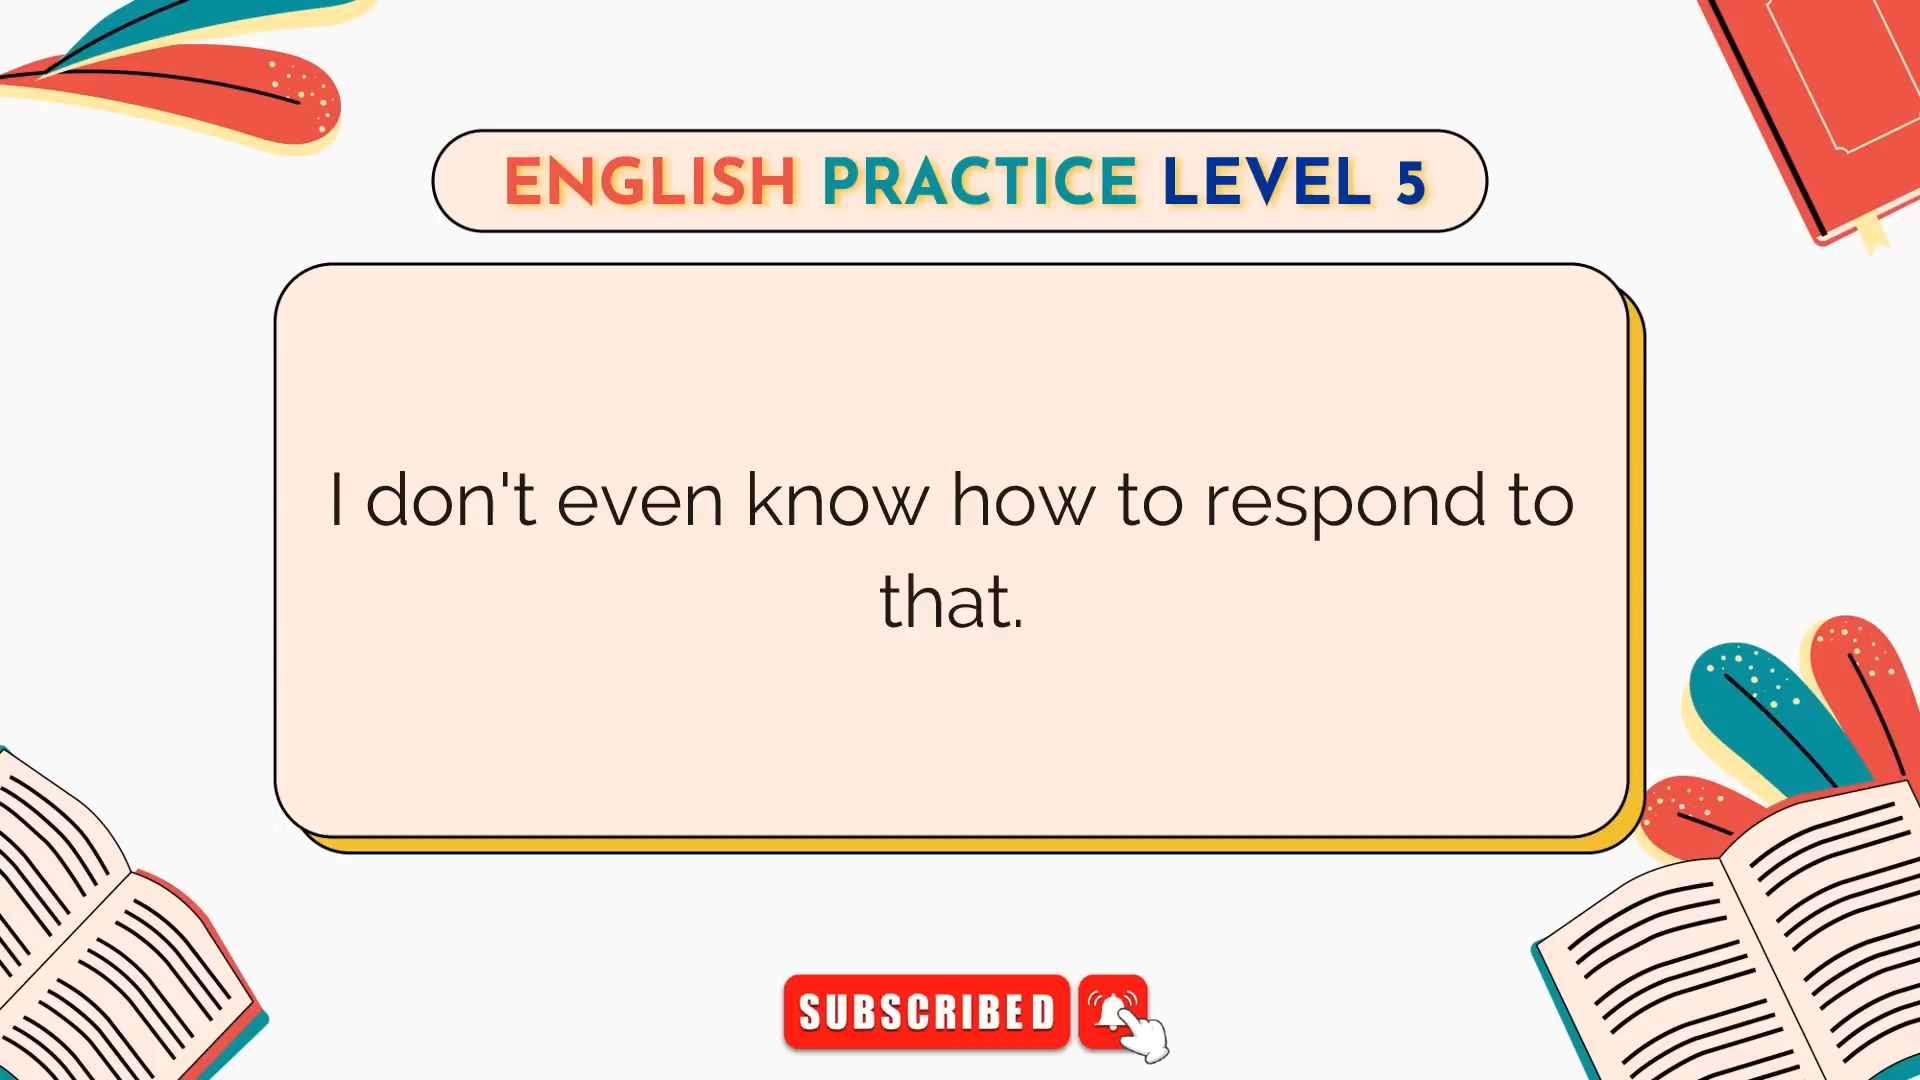 ENGLISH PRACTICE LEVEL 5
I don't even know how to respond to
that.
SUBSCRIBED